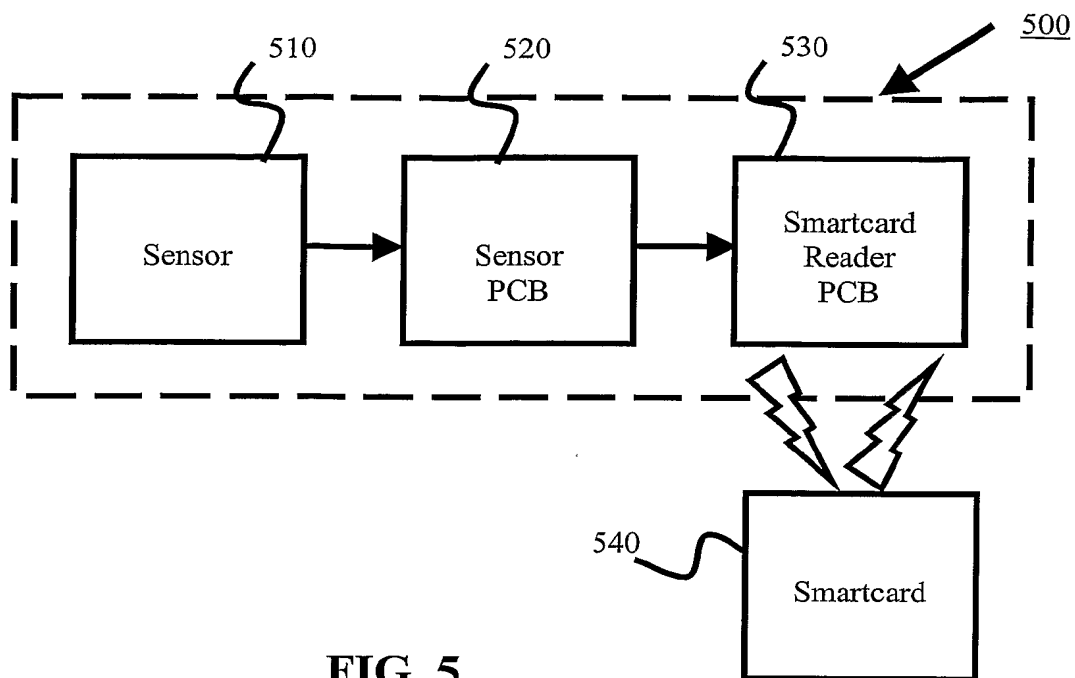 500
510
520
530
Sensor
Sensor
PCB
Smartcard
Reader
PCB
540
Smartcard
FIG. 5